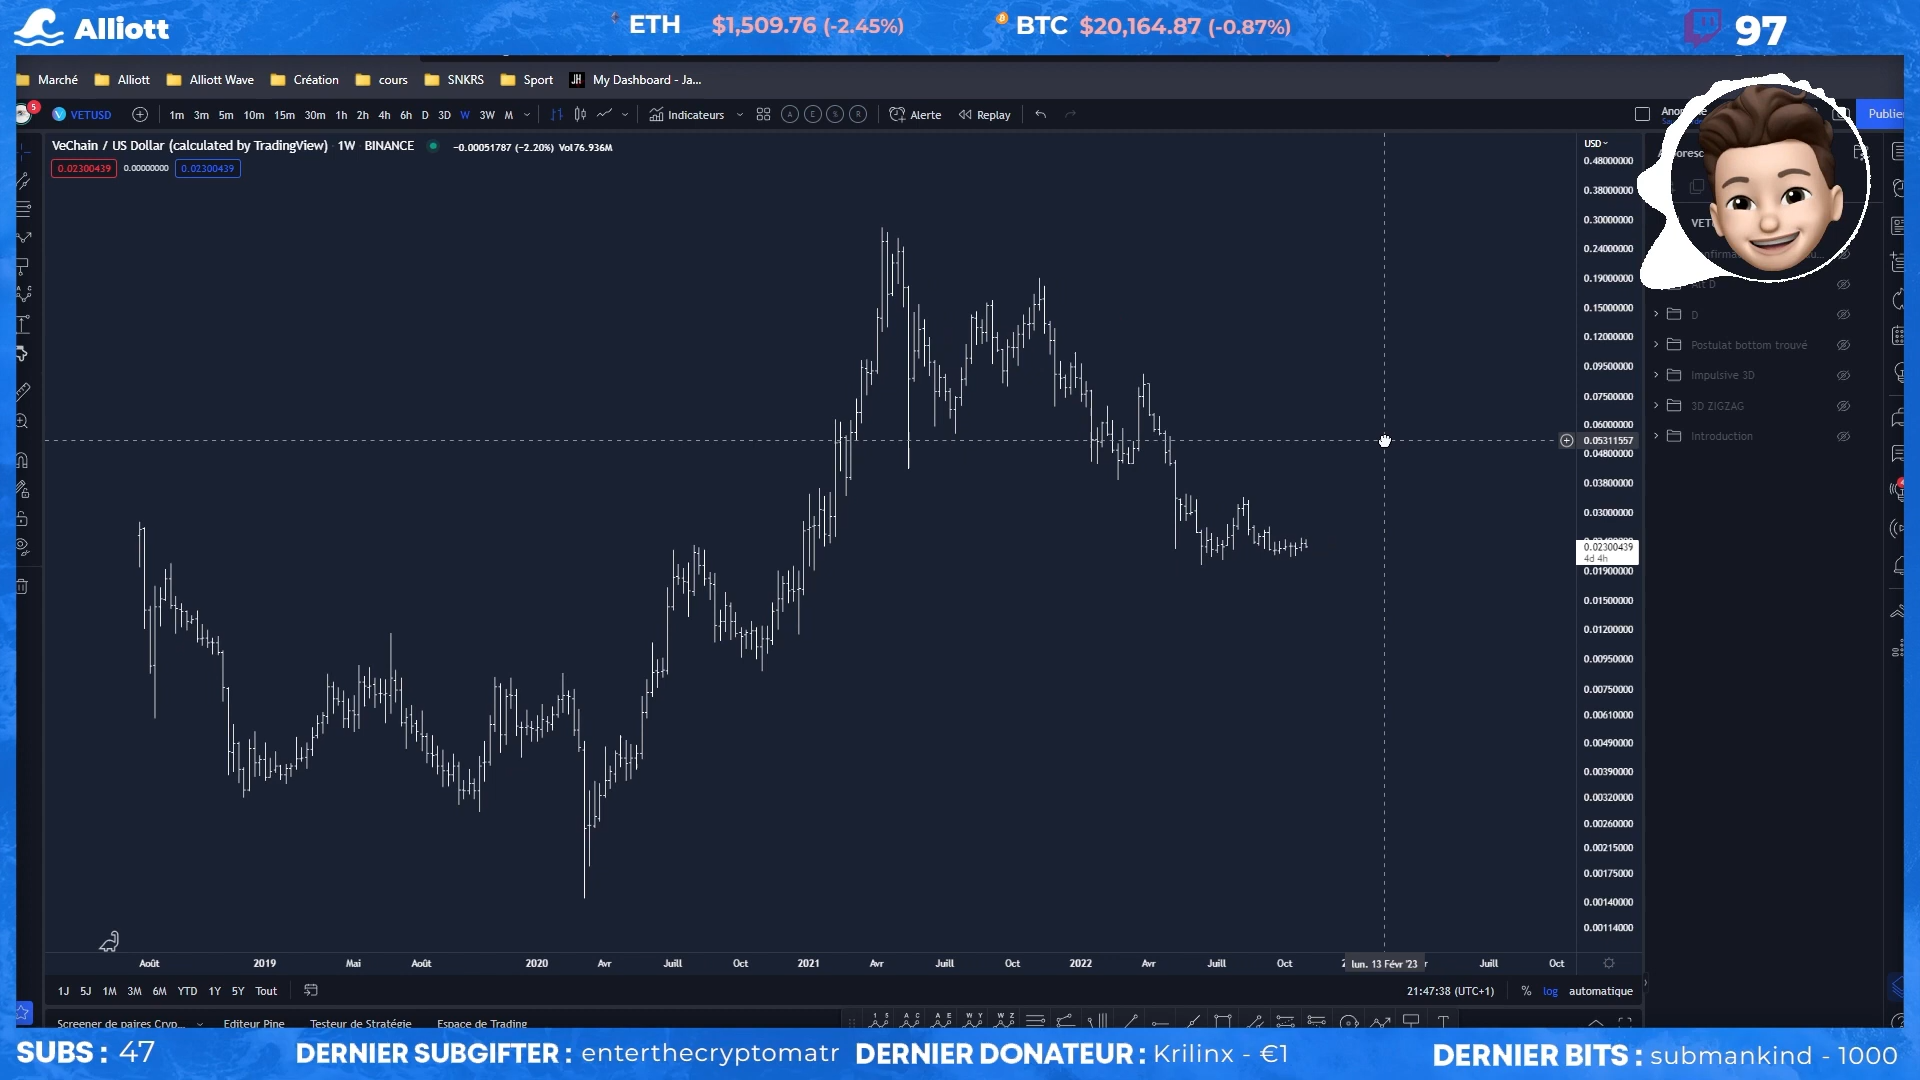 Alliott
ETH $1,509.76 (-2.45%)
BTC $20,164.87 (-0.87%)
97
Marché Alliott Alliott Wave Création cours SNKRS Sport My Dashboard - Ja...
5 VETUSD 1m 3m 5m 10m 15m 30m 1h 2h 4h 6h D 3D W 3W M Indicateurs A E R Alerte Replay Publie
VeChain / US Dollar (calculated by TradingView) 1W BINANCE −0.00051787 (−2.20%) Vol76.936M
0.02300439 0.00000000 0.02300439
USD
0.48000000
0.38000000
0.30000000
0.24000000
0.19000000
0.15000000
0.12000000
0.09500000
0.07500000
0.06000000
0.05311557
0.04800000
0.03800000
0.03000000
0.02300439
4d 4h
0.01900000
0.01500000
0.01200000
0.00950000
0.00750000
0.00610000
0.00490000
0.00390000
0.00320000
0.00260000
0.00215000
0.00175000
0.00140000
0.00114000
Alt D
D
Postulat bottom trouvé
Impulsive 3D
3D ZIGZAG
Introduction
Août 2019 Mai Août 2020 Avr Juill Oct 2021 Avr Juill Oct 2022 Avr Juill Oct lun. 13 Févr '23 Juill Oct
1J 5J 1M 3M 6M YTD 1Y 5Y Tout
21:47:38 (UTC+1) % log automatique
Screener de paires Cryp... Editeur Pine Testeur de Stratégie Espace de Trading
SUBS : 47
DERNIER SUBGIFTER : enterthecryptomatr
DERNIER DONATEUR : Krilinx - €1
DERNIER BITS : submankind - 1000